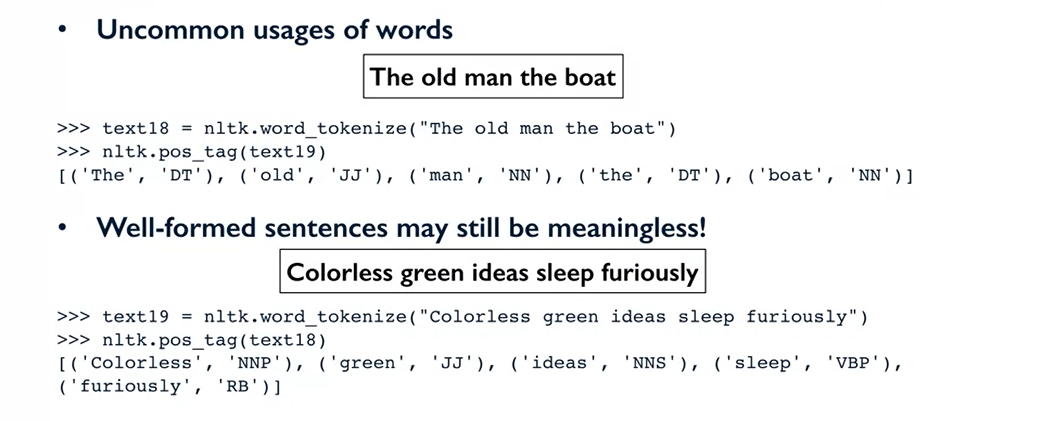 • Uncommon usages of words
The old man the boat
>>> text18 = nltk.word_tokenize("The old man the boat")
>>> nltk.pos_tag(text19)
[('The', 'DT'), ('old', 'JJ'), ('man', 'NN'), ('the', 'DT'), ('boat', 'NN')]
• Well-formed sentences may still be meaningless!
Colorless green ideas sleep furiously
>>> text19 = nltk.word_tokenize("Colorless green ideas sleep furiously")
>>> nltk.pos_tag(text18)
[('Colorless', 'NNP'), ('green', 'JJ'), ('ideas', 'NNS'), ('sleep', 'VBP'),
('furiously', 'RB')]